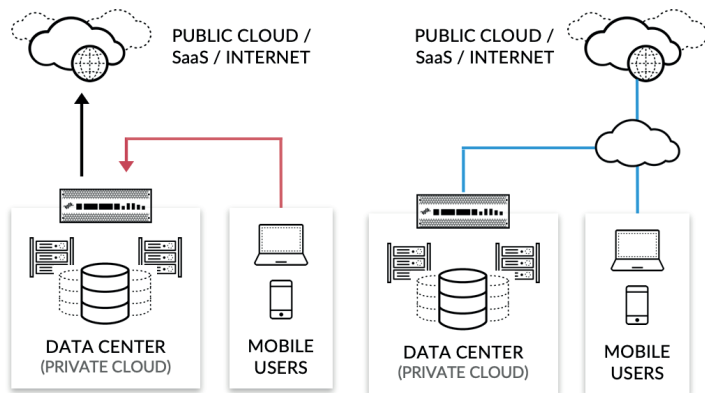 PUBLIC CLOUD /
SaaS / INTERNET
DATA CENTER
(PRIVATE CLOUD)
MOBILE
USERS
PUBLIC CLOUD /
SaaS / INTERNET
DATA CENTER
(PRIVATE CLOUD)
MOBILE
USERS